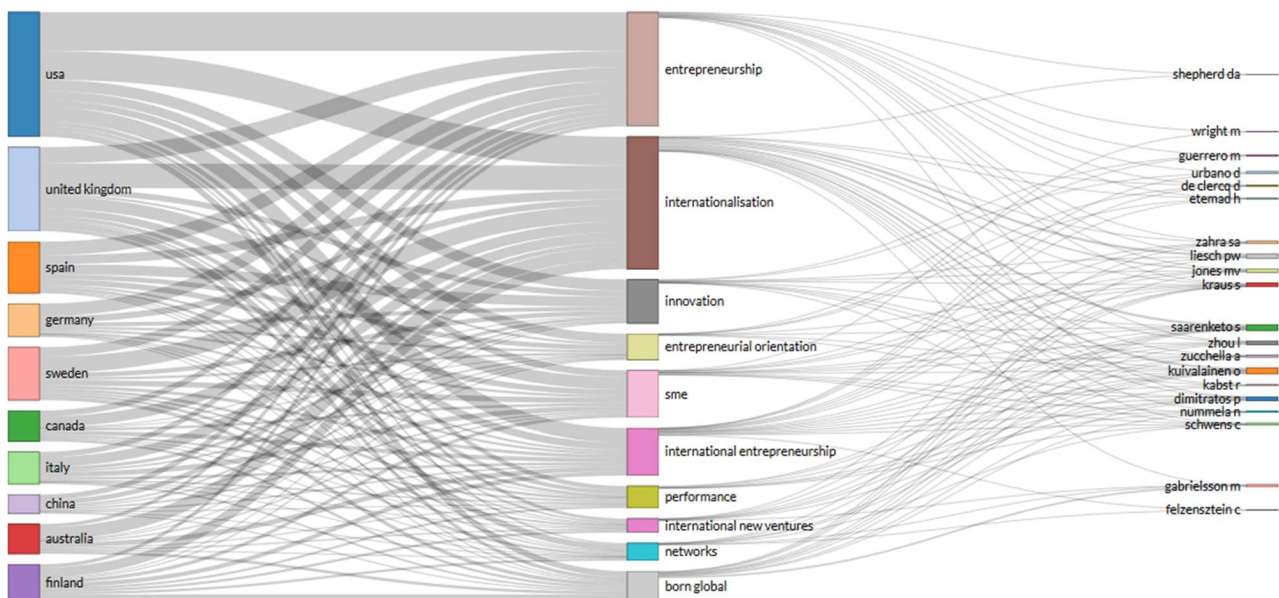 usa
united kingdom
spain
germany
sweden
canada
italy
china
australia
finland
entrepreneurship
internationalisation
innovation
entrepreneurial orientation
sme
international entrepreneurship
performance
international new ventures
networks
born global
shepherd da
wright m
guerrero m
urbano d
de clercq d
etemad h
zahra sa
liesch pw
jones mv
kraus s
saarenketo s
zhou l
zucchella a
kuivalainen o
kabst r
dimitratos p
nummela n
schwens c
gabrielsson m
felzensztein c